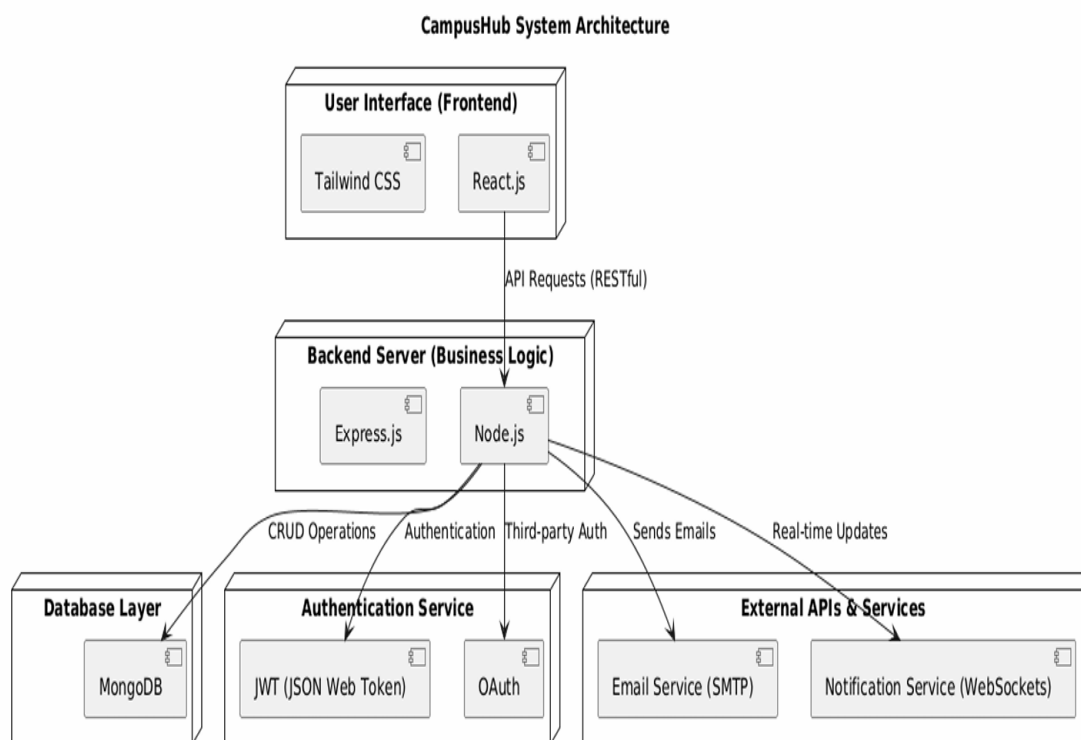 CampusHub System Architecture
User Interface (Frontend)
Tailwind CSS
React.js
API Requests (RESTful)
Backend Server (Business Logic)
Express.js
Node.js
CRUD Operations
Authentication
Third-party Auth
Sends Emails
Real-time Updates
Database Layer
Authentication Service
External APIs & Services
MongoDB
JWT (JSON Web Token)
OAuth
Email Service (SMTP)
Notification Service (WebSockets)